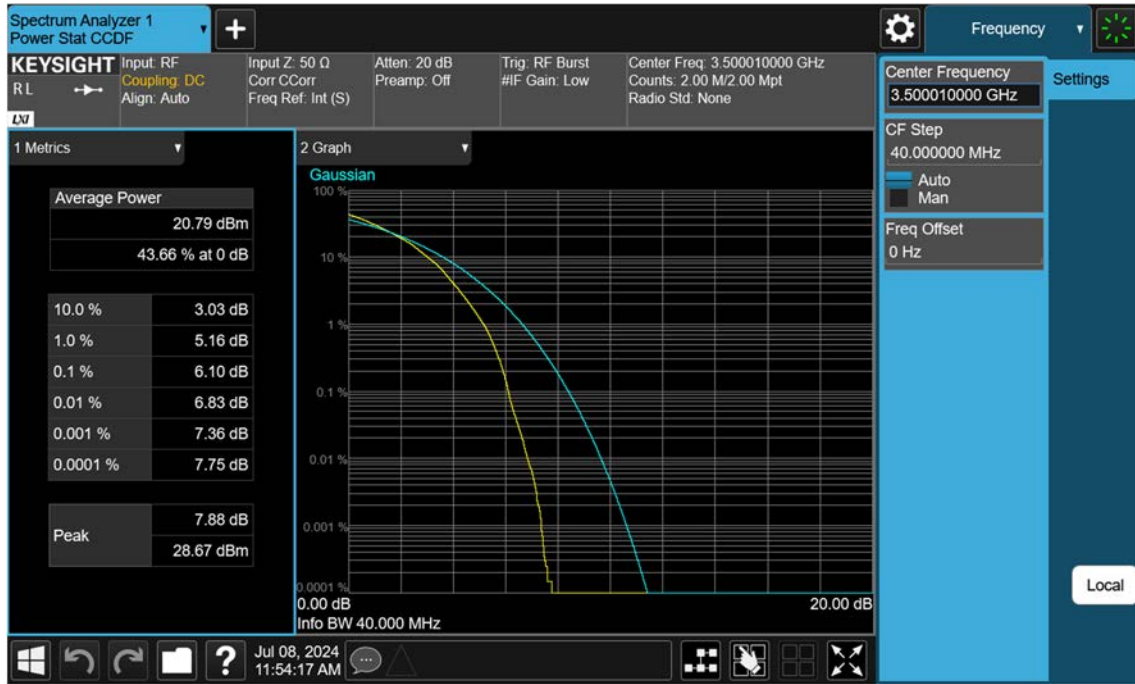 Spectrum Analyzer 1
Power Stat CCDF
+
Frequency
KEYSIGHT
RL
LXI
Input: RF
Coupling: DC
Align: Auto
Input Z: 50 Ω
Corr CCorr
Freq Ref: Int (S)
Atten: 20 dB
Preamp: Off
Trig: RF Burst
#IF Gain: Low
Center Freq: 3.500010000 GHz
Counts: 2.00 M/2.00 Mpt
Radio Std: None
Center Frequency
3.500010000 GHz
Settings
CF Step
40.000000 MHz
Auto
Man
Freq Offset
0 Hz
Local
1 Metrics
Average Power
20.79 dBm
43.66 % at 0 dB
10.0 % 3.03 dB
1.0 % 5.16 dB
0.1 % 6.10 dB
0.01 % 6.83 dB
0.001 % 7.36 dB
0.0001 % 7.75 dB
Peak
7.88 dB
28.67 dBm
2 Graph
Gaussian
100 %
10 %
1 %
0.1 %
0.01 %
0.001 %
0.0001 %
0.00 dB 20.00 dB
Info BW 40.000 MHz
?
Jul 08, 2024
11:54:17 AM